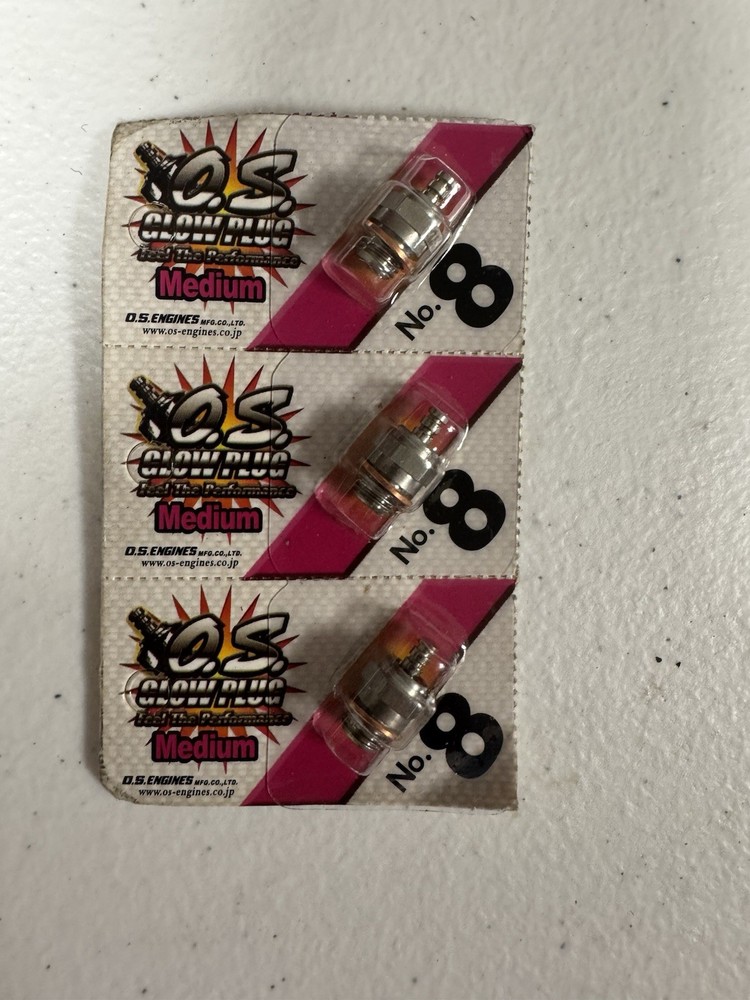 O.S.
GLOW PLUG
Feel The Performance
Medium
O.S.ENGINES MFG.CO.,LTD.
www.os-engines.co.jp
No. 8
O.S.
GLOW PLUG
Feel The Performance
Medium
O.S.ENGINES MFG.CO.,LTD.
www.os-engines.co.jp
No. 8
O.S.
GLOW PLUG
Feel The Performance
Medium
O.S.ENGINES MFG.CO.,LTD.
www.os-engines.co.jp
No. 8